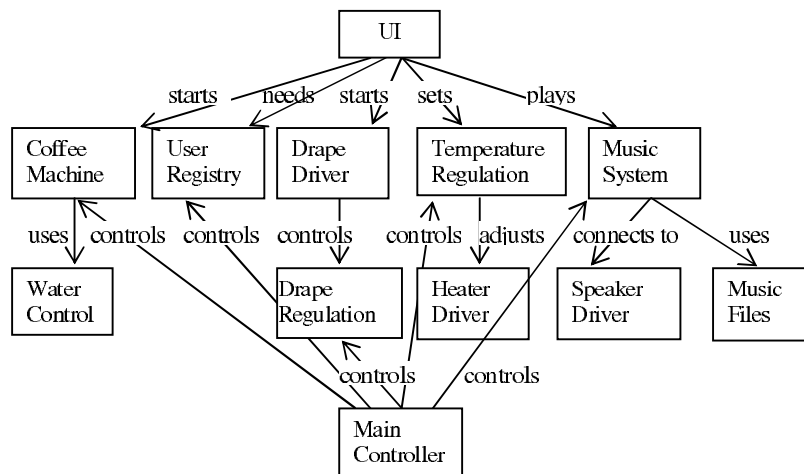 UI
starts needs starts sets plays
Coffee Machine
User Registry
Drape Driver
Temperature Regulation
Music System
uses controls controls controls controls adjusts connects to uses
Water Control
Drape Regulation
Heater Driver
Speaker Driver
Music Files
controls controls
Main Controller